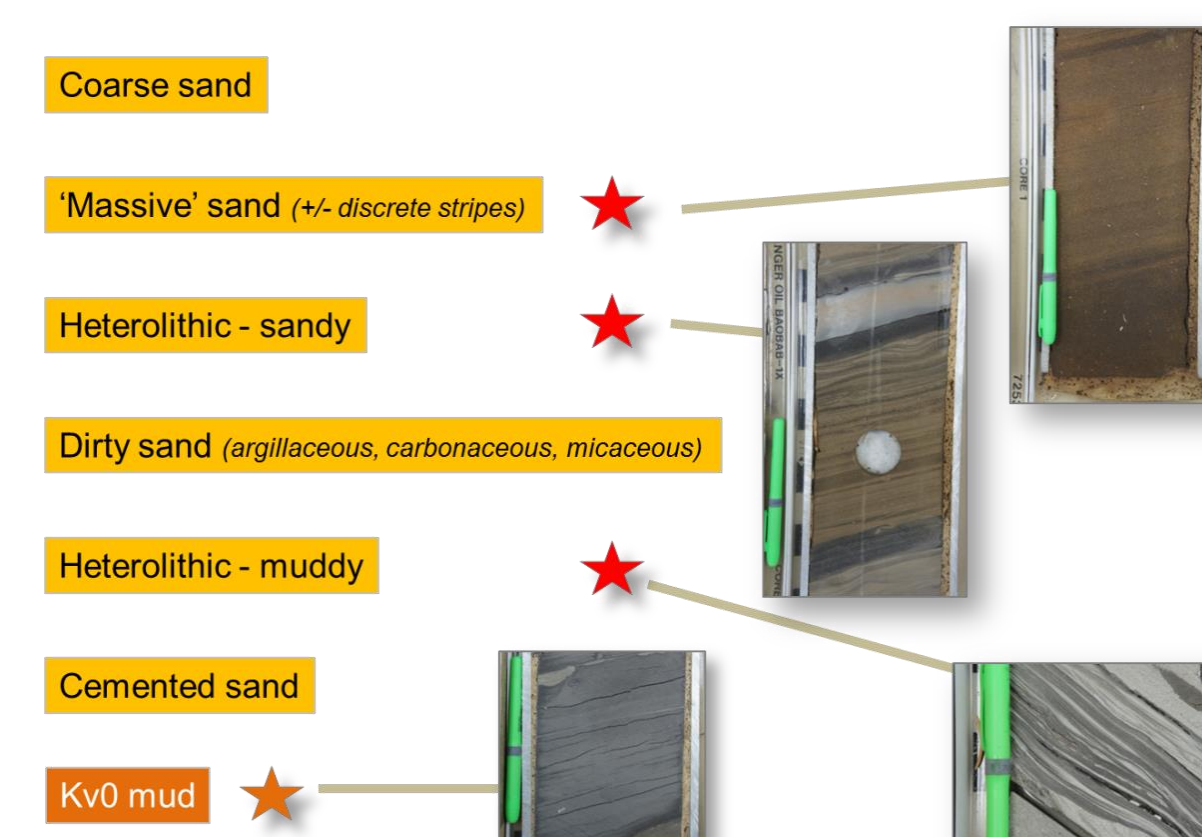 Coarse sand
‘Massive’ sand (+/- discrete stripes)
Heterolithic - sandy
Dirty sand (argillaceous, carbonaceous, micaceous)
Heterolithic - muddy
Cemented sand
Kv0 mud
CORE 1
NGER OIL BAOBAB-1X
CORE